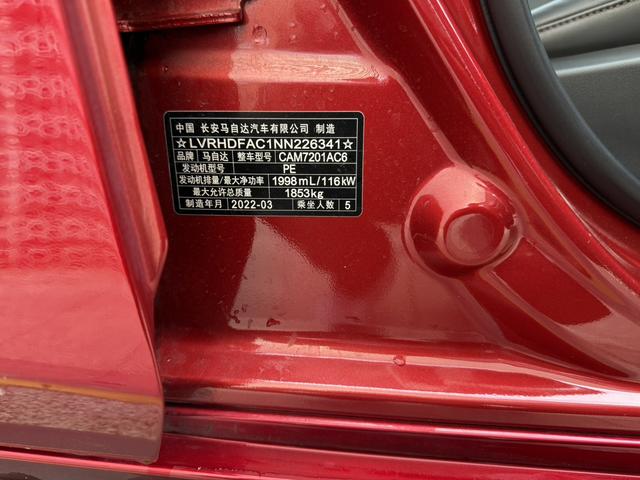 中国 长安马自达汽车有限公司 制造
☆LVRHDFAC1NN226341☆
品牌 马自达 整车型号 CAM7201AC6
发动机型号 PE
发动机排量/最大净功率 1998mL/116kW
最大允许总质量 1853kg
制造年月 2022-03 乘坐人数 5